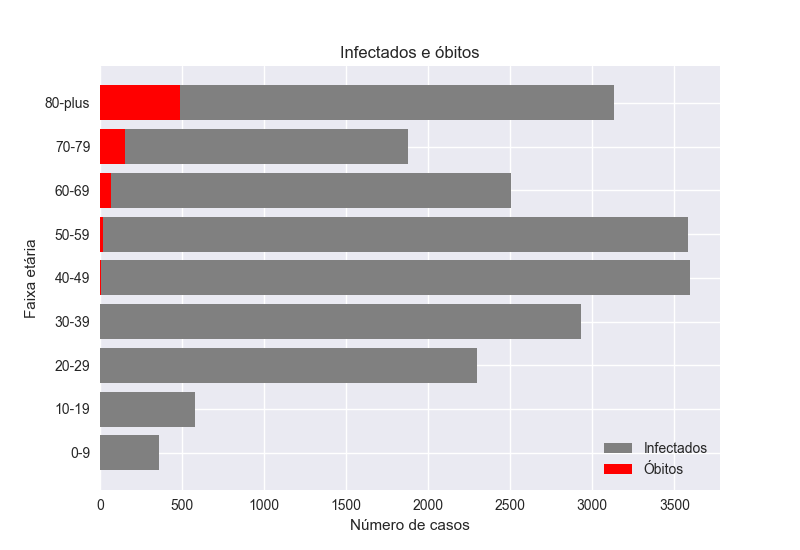 Infectados e óbitos
80-plus
70-79
60-69
50-59
40-49
30-39
20-29
10-19
0-9
Faixa etária
Infectados
Óbitos
0 500 1000 1500 2000 2500 3000 3500
Número de casos